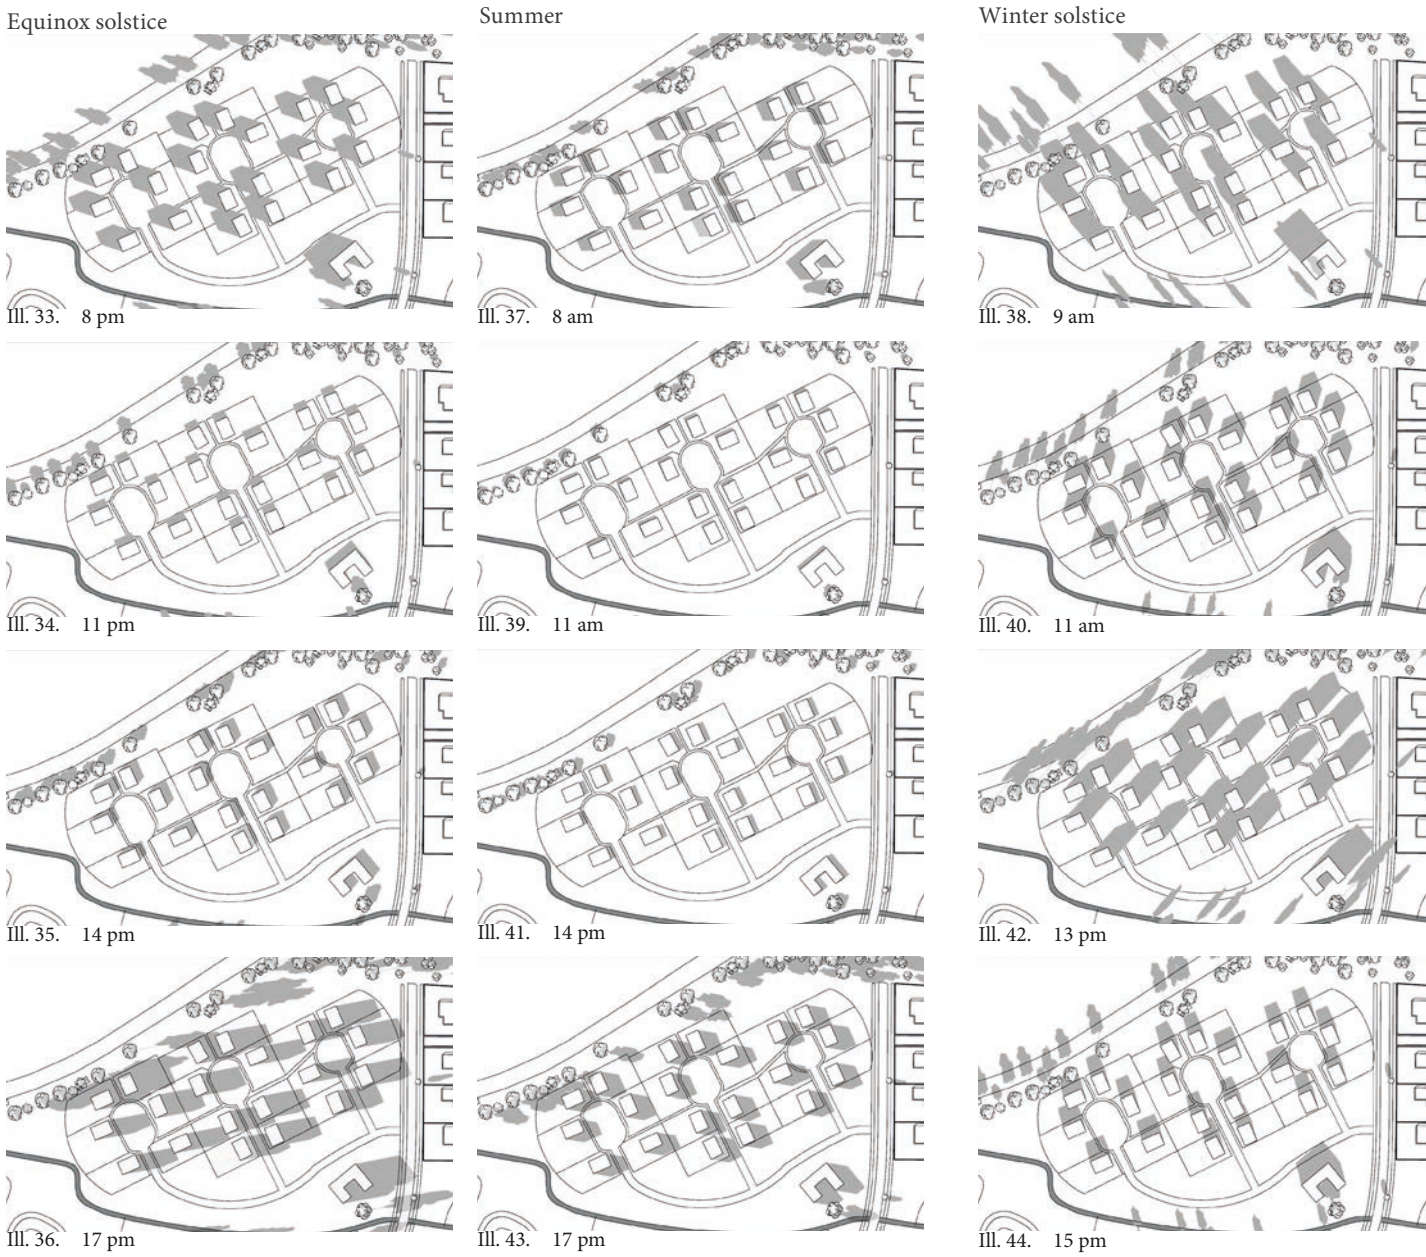 Equinox solstice
Summer
Winter solstice
Ill. 33. 8 pm
Ill. 37. 8 am
Ill. 38. 9 am
Ill. 34. 11 pm
Ill. 39. 11 am
Ill. 40. 11 am
Ill. 35. 14 pm
Ill. 41. 14 pm
Ill. 42. 13 pm
Ill. 36. 17 pm
Ill. 43. 17 pm
Ill. 44. 15 pm